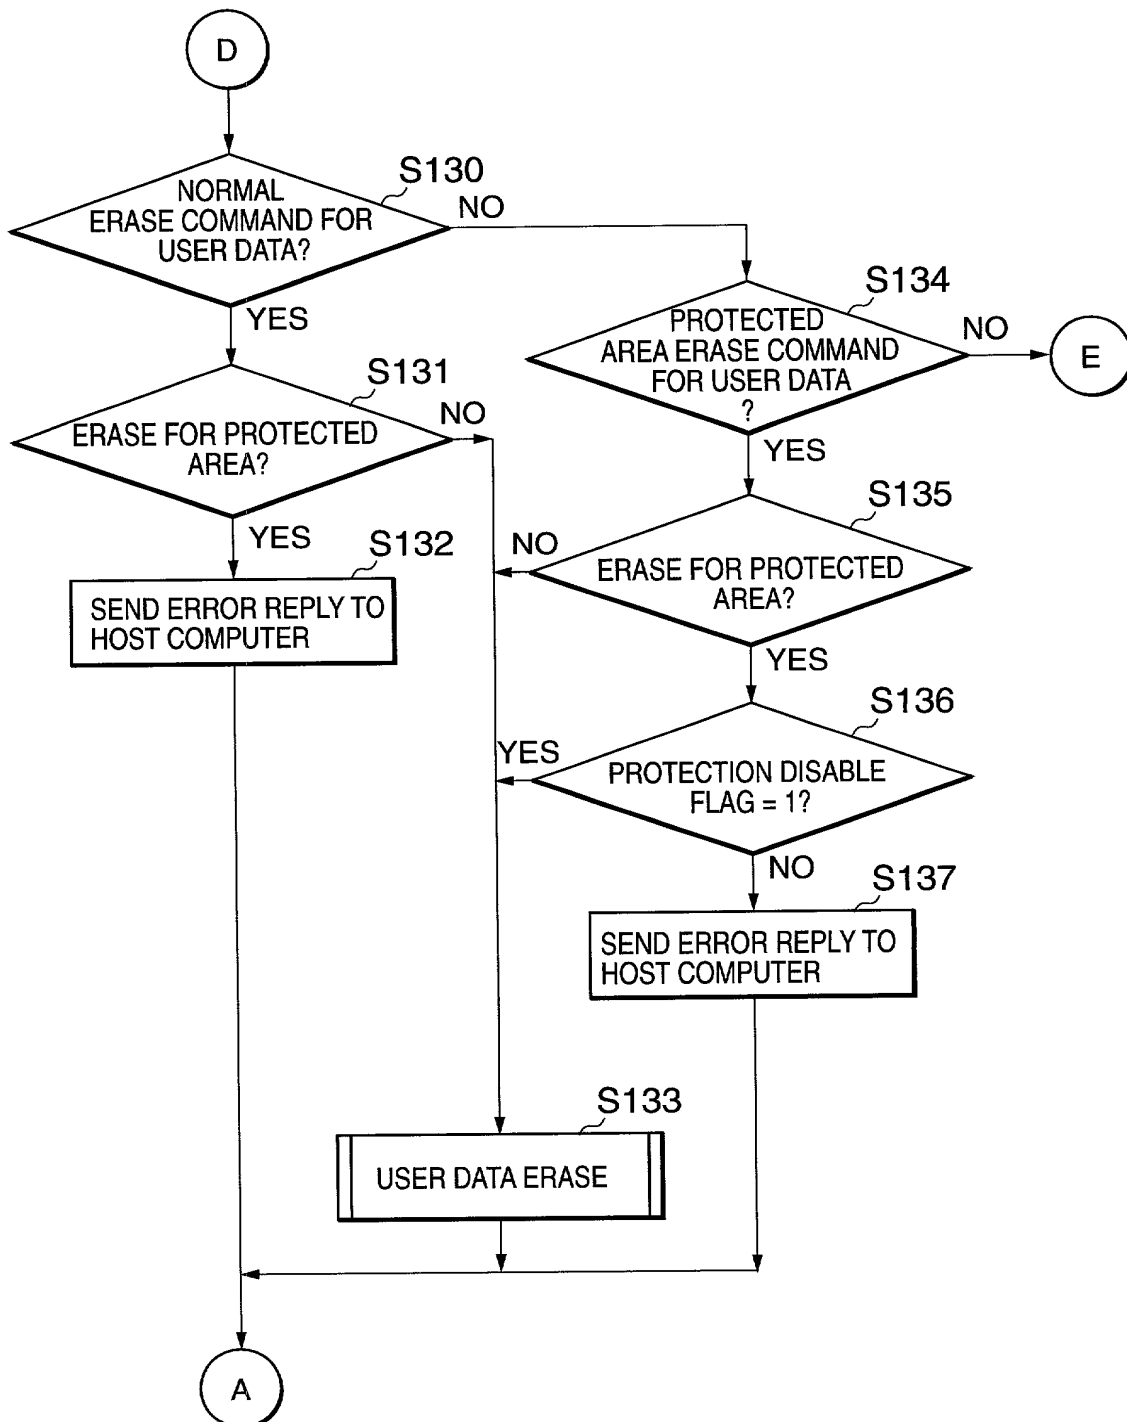 D
S130
NORMAL
ERASE COMMAND FOR
USER DATA?
NO
YES
S134
PROTECTED
AREA ERASE COMMAND
FOR USER DATA
?
NO
E
YES
S131
ERASE FOR PROTECTED
AREA?
NO
YES
S135
ERASE FOR PROTECTED
AREA?
NO
YES
S132
SEND ERROR REPLY TO
HOST COMPUTER
S136
PROTECTION DISABLE
FLAG = 1?
YES
NO
S137
SEND ERROR REPLY TO
HOST COMPUTER
S133
USER DATA ERASE
A